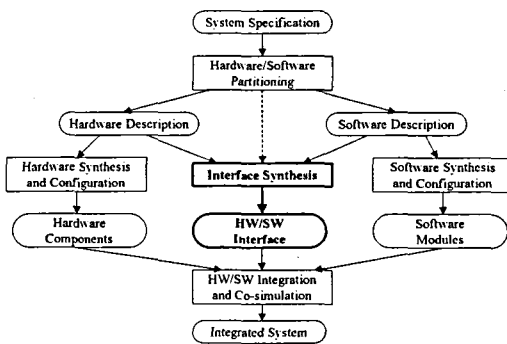 System Specification
Hardware/Software
Partitioning
Hardware Description
Software Description
Hardware Synthesis
and Configuration
Interface Synthesis
Software Synthesis
and Configuration
Hardware
Components
HW/SW
Interface
Software
Modules
HW/SW Integration
and Co-simulation
Integrated System